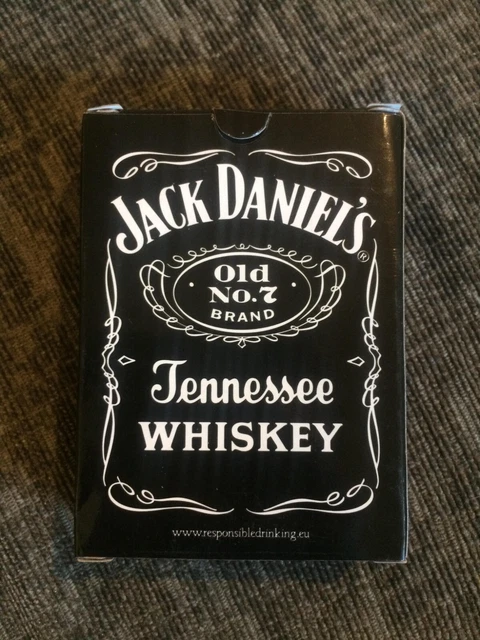 JACK DANIEL'S®
Old
No.7
BRAND
Tennessee
WHISKEY
www.responsibledrinking.eu